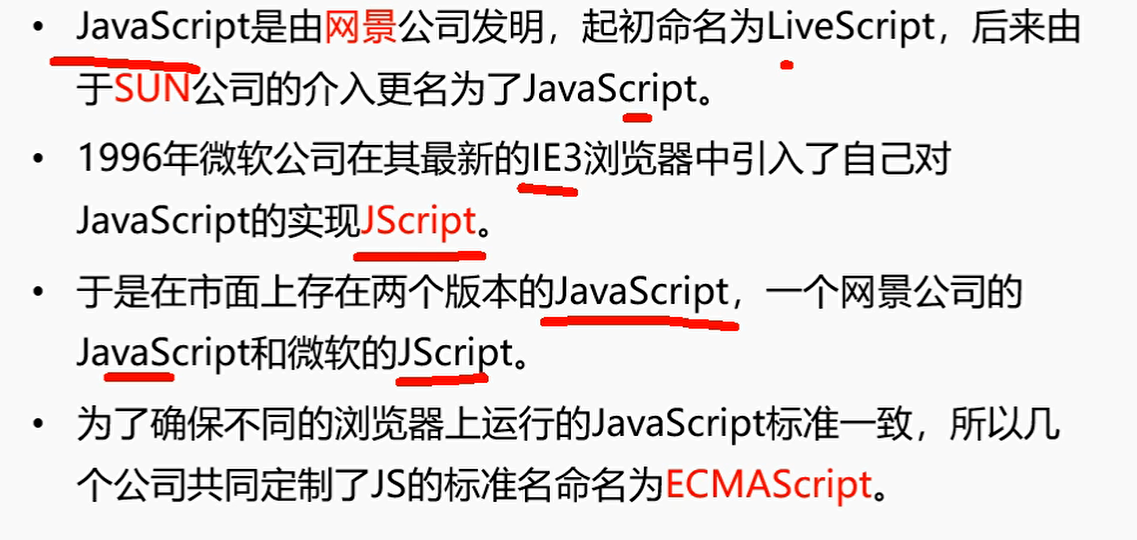 • JavaScript是由网景公司发明，起初命名为LiveScript，后来由
于SUN公司的介入更名为了JavaScript。
• 1996年微软公司在其最新的IE3浏览器中引入了自己对
JavaScript的实现JScript。
• 于是在市面上存在两个版本的JavaScript，一个网景公司的
JavaScript和微软的JScript。
• 为了确保不同的浏览器上运行的JavaScript标准一致，所以几
个公司共同定制了JS的标准名命名为ECMAScript。